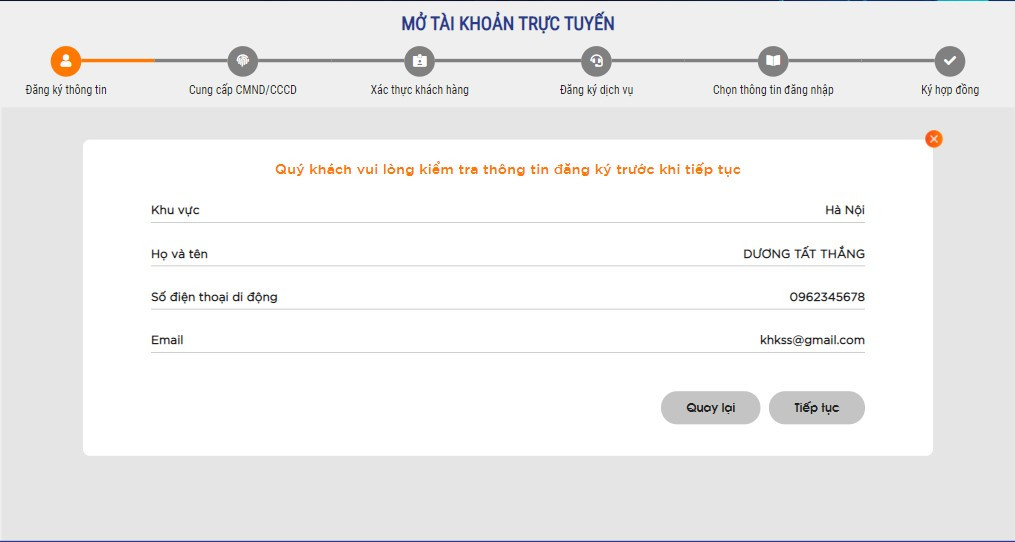 MỞ TÀI KHOẢN TRỰC TUYẾN
Đăng ký thông tin Cung cấp CMND/CCCD Xác thực khách hàng Đăng ký dịch vụ Chọn thông tin đăng nhập Ký hợp đồng
Quý khách vui lòng kiểm tra thông tin đăng ký trước khi tiếp tục
Khu vực Hà Nội
Họ và tên DƯƠNG TẤT THẮNG
Số điện thoại di động 0962345678
Email khkss@gmail.com
Quay lại Tiếp tục